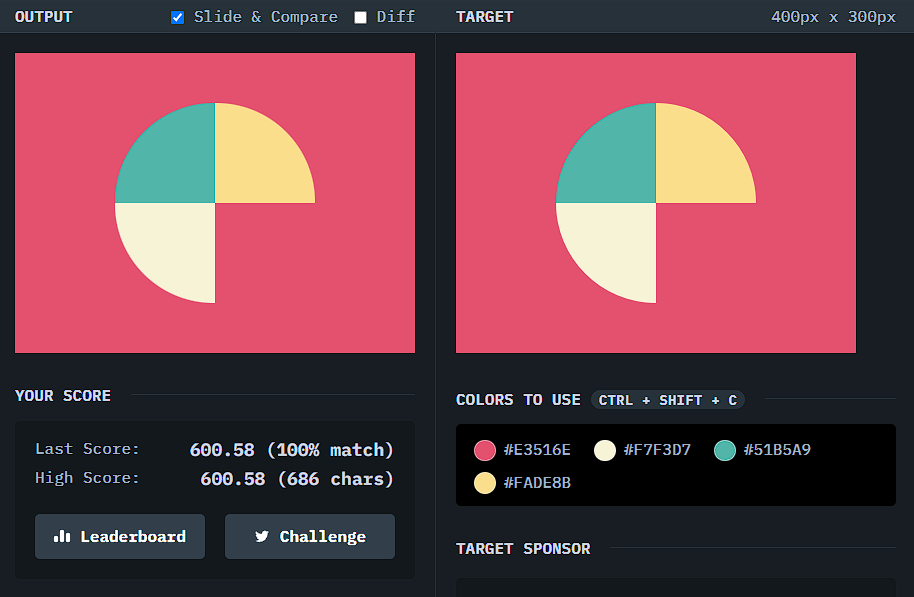 OUTPUT
Slide & Compare
Diff
TARGET
400px x 300px
YOUR SCORE
Last Score: 600.58 (100% match)
High Score: 600.58 (686 chars)
Leaderboard
Challenge
COLORS TO USE CTRL + SHIFT + C
#E3516E #F7F3D7 #51B5A9
#FADE8B
TARGET SPONSOR